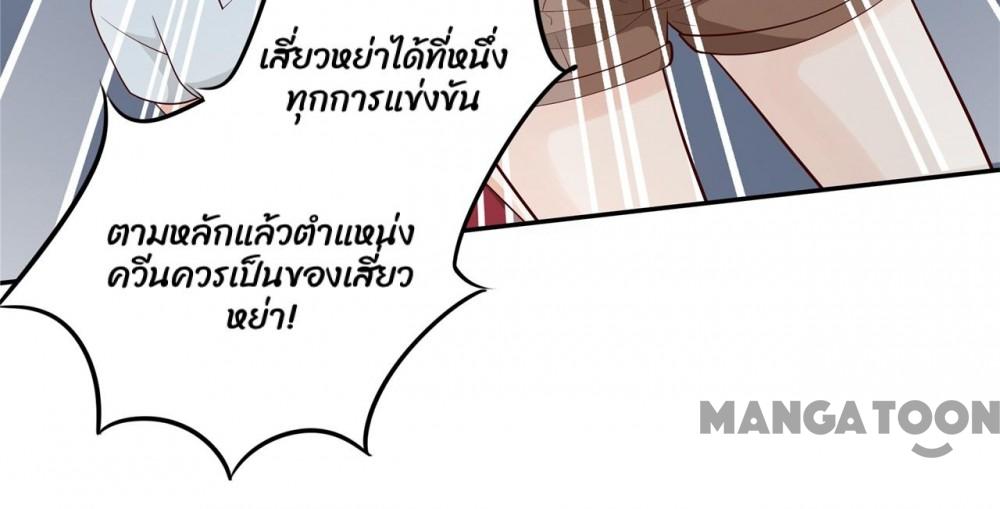 เสี่ยวหย่าได้ที่หนึ่ง
ทุกการแข่งขัน
ตามหลักแล้วตำแหน่ง
ควีนควรเป็นของเสี่ยว
หย่า!
MANGATOON